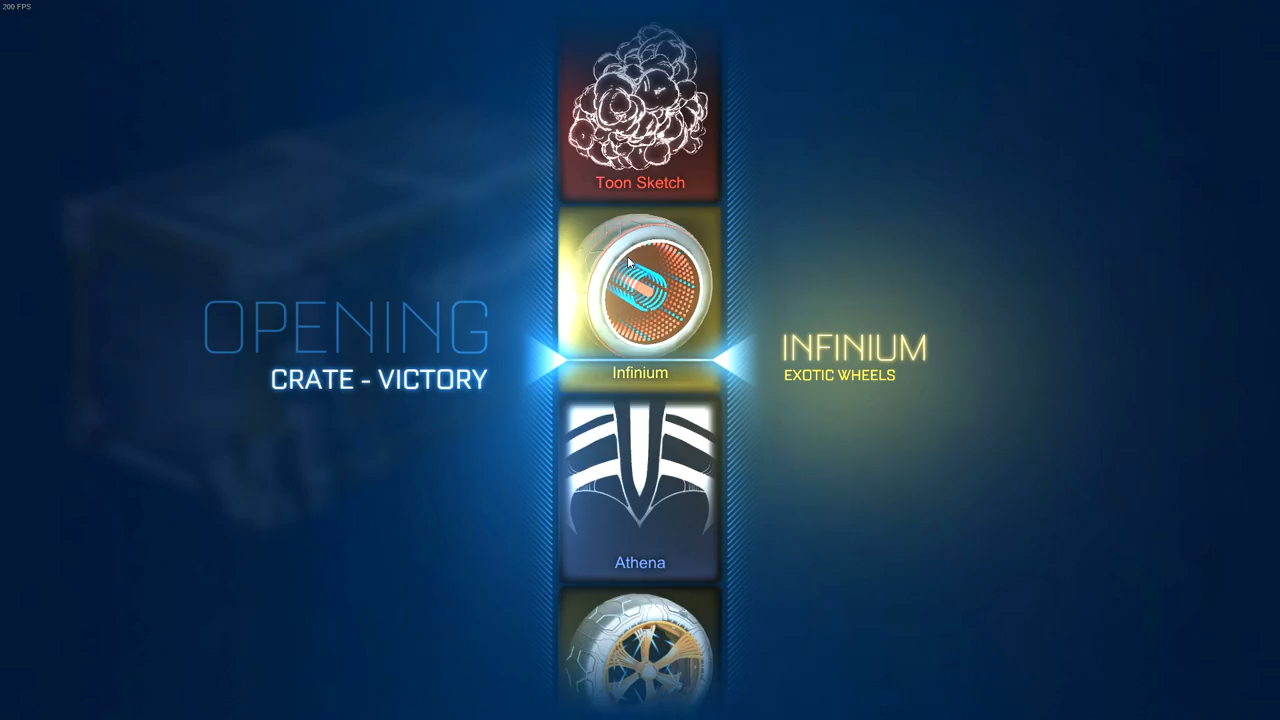 200 FPS
Toon Sketch
OPENING
CRATE - VICTORY
Infinium
INFINIUM
EXOTIC WHEELS
Athena